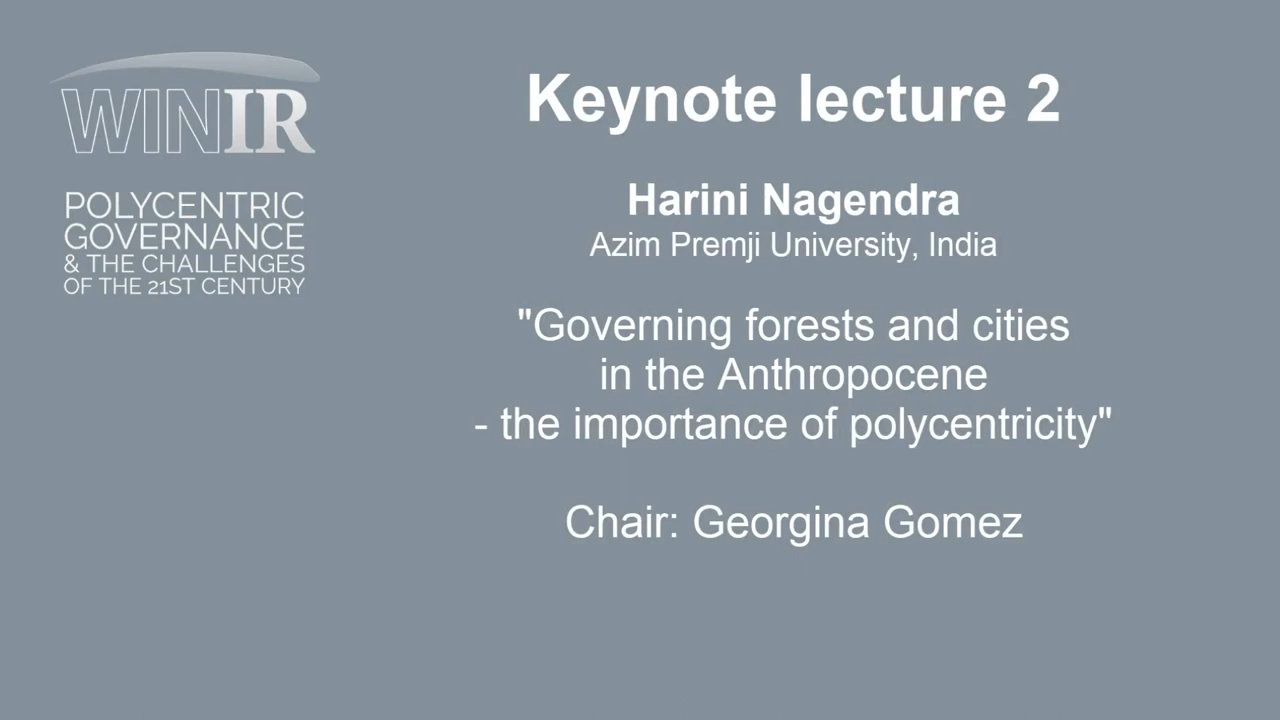 WINIR
POLYCENTRIC
GOVERNANCE
& THE CHALLENGES
OF THE 21ST CENTURY
Keynote lecture 2
Harini Nagendra
Azim Premji University, India
"Governing forests and cities
in the Anthropocene
- the importance of polycentricity"
Chair: Georgina Gomez